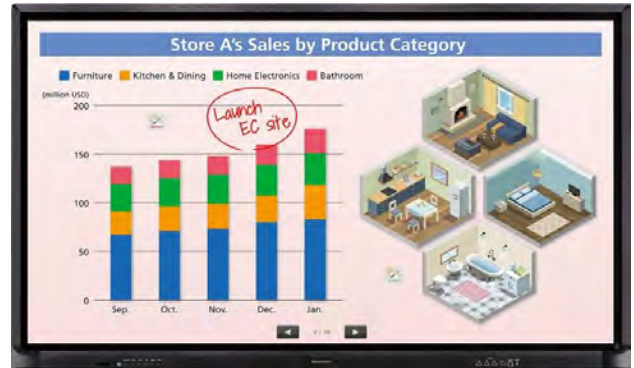 Store A's Sales by Product Category
Furniture Kitchen & Dining Home Electronics Bathroom
(million USD)
200
150
100
50
0
Launch
EC site
Sep. Oct. Nov. Dec. Jan.